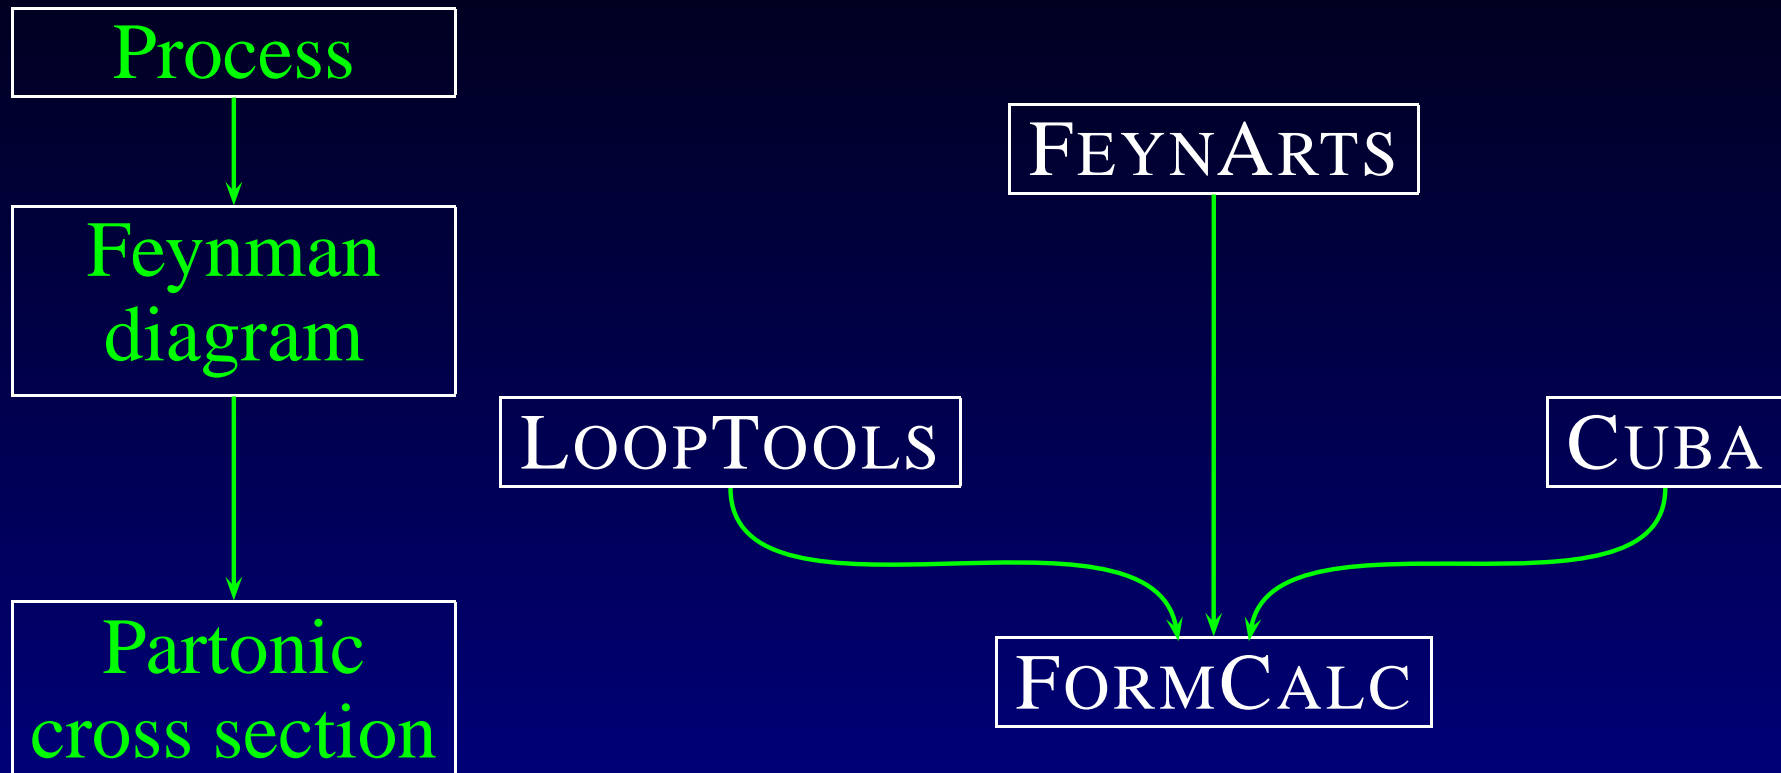 Process
FEYNARTS
Feynman
diagram
LOOPTOOLS
CUBA
Partonic
cross section
FORMCALC